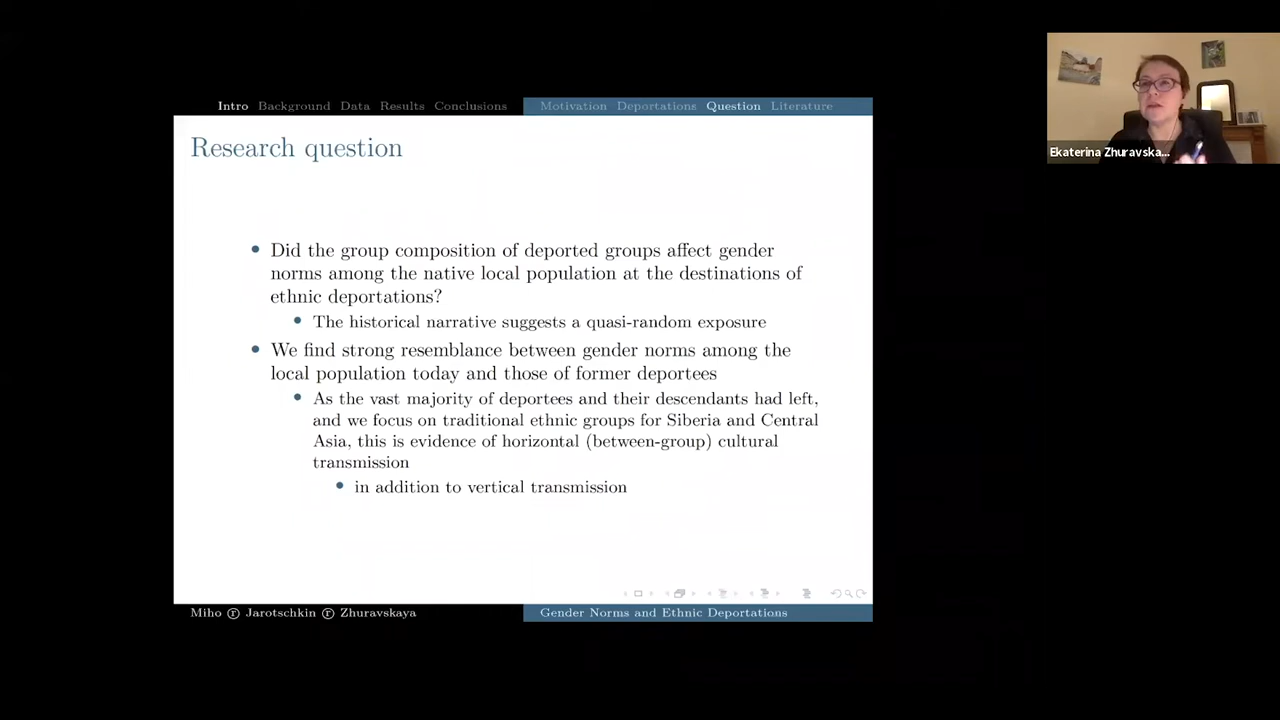 Intro Background Data Results Conclusions Motivation Deportations Question Literature
Research question
Did the group composition of deported groups affect gender
norms among the native local population at the destinations of
ethnic deportations?
The historical narrative suggests a quasi-random exposure
We find strong resemblance between gender norms among the
local population today and those of former deportees
As the vast majority of deportees and their descendants had left,
and we focus on traditional ethnic groups for Siberia and Central
Asia, this is evidence of horizontal (between-group) cultural
transmission
in addition to vertical transmission
Miho ⓡ Jarotschkin ⓡ Zhuravskaya Gender Norms and Ethnic Deportations
Ekaterina Zhuravska...